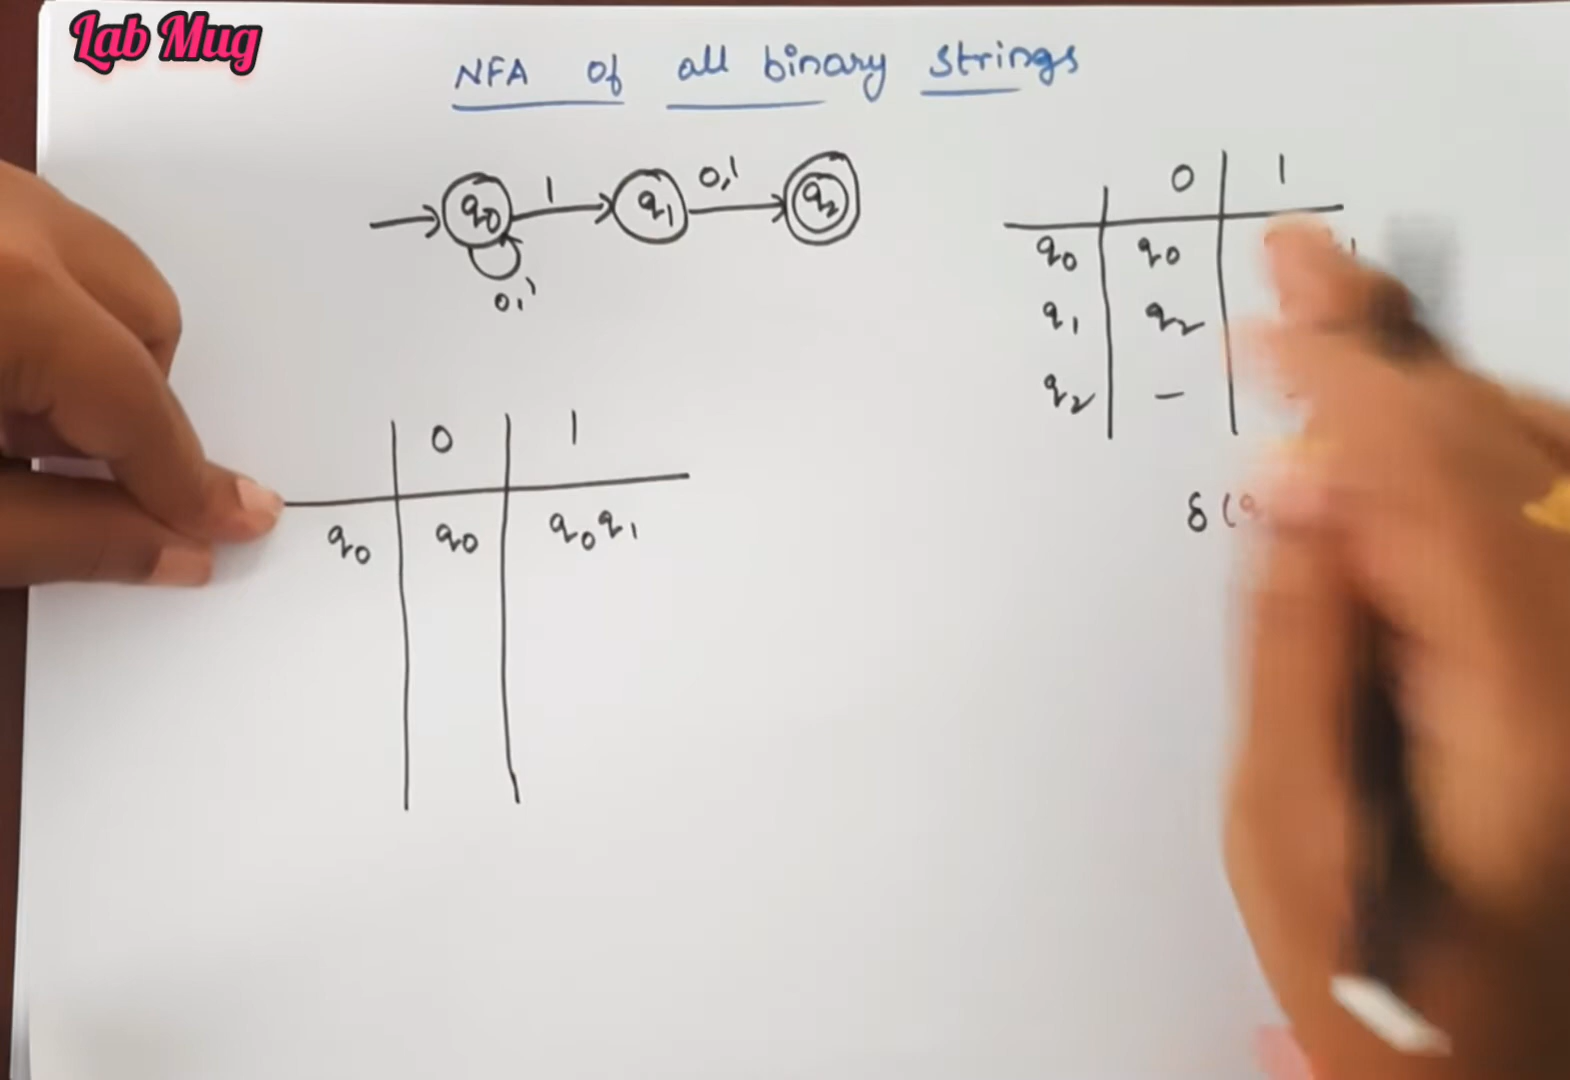 Lab Mug
NFA of all binary strings
q0 1 q1 0,1 q2
0,1
0 1
q0 q0
q1 q2
q2 –
0 1
q0 q0 q0q1
δ(q